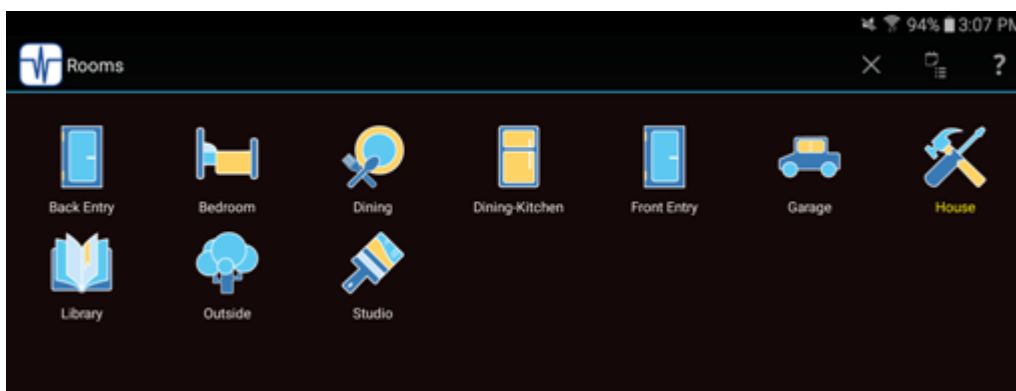 94% 3:07 PM
Rooms ?
Back Entry Bedroom Dining Dining-Kitchen Front Entry Garage House
Library Outside Studio